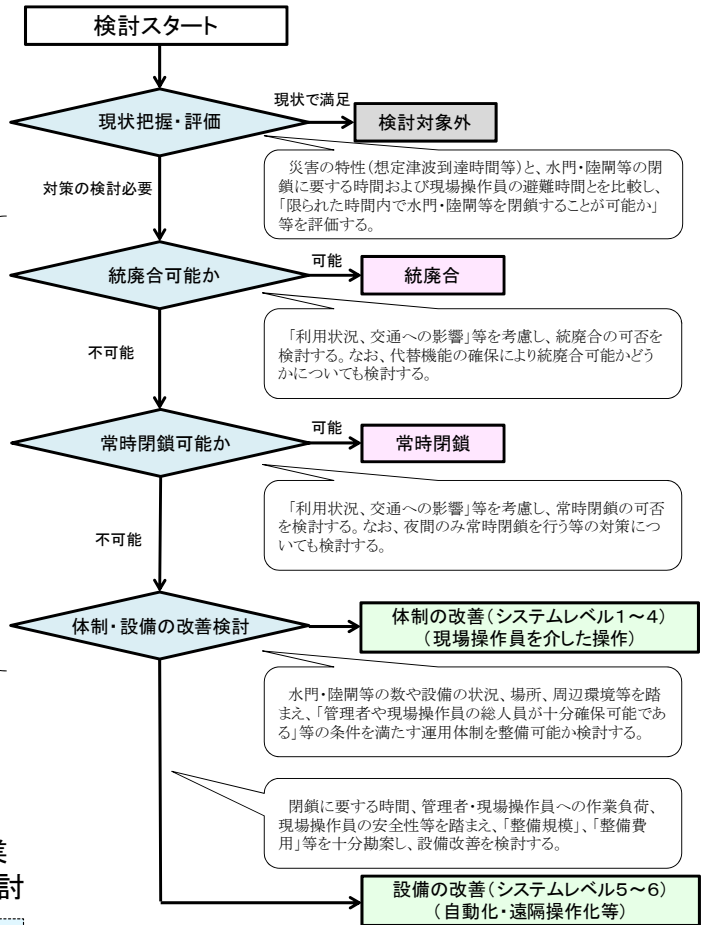 検討スタート
現状把握・評価
現状で満足
検討対象外
災害の特性(想定津波到達時間等)と、水門・陸閘等の閉
鎖に要する時間および現場操作員の避難時間とを比較し、
「限られた時間内で水門・陸閘等を閉鎖することが可能か」
等を評価する。
対策の検討必要
統廃合可能か
可能
統廃合
「利用状況、交通への影響」等を考慮し、統廃合の可否を
検討する。なお、代替機能の確保により統廃合可能かどう
かについても検討する。
不可能
常時閉鎖可能か
可能
常時閉鎖
「利用状況、交通への影響」等を考慮し、常時閉鎖の可否
を検討する。なお、夜間のみ常時閉鎖を行う等の対策につ
いても検討する。
不可能
体制・設備の改善検討
体制の改善(システムレベル1~4)
(現場操作員を介した操作)
水門・陸閘等の数や設備の状況、場所、周辺環境等を踏
まえ、「管理者や現場操作員の総人員が十分確保可能であ
る」等の条件を満たす運用体制を整備可能か検討する。
閉鎖に要する時間、管理者・現場操作員への作業負荷、
現場操作員の安全性等を踏まえ、「整備規模」、「整備費
用」等を十分勘案し、設備改善を検討する。
業
討
設備の改善(システムレベル5~6)
(自動化・遠隔操作化等)